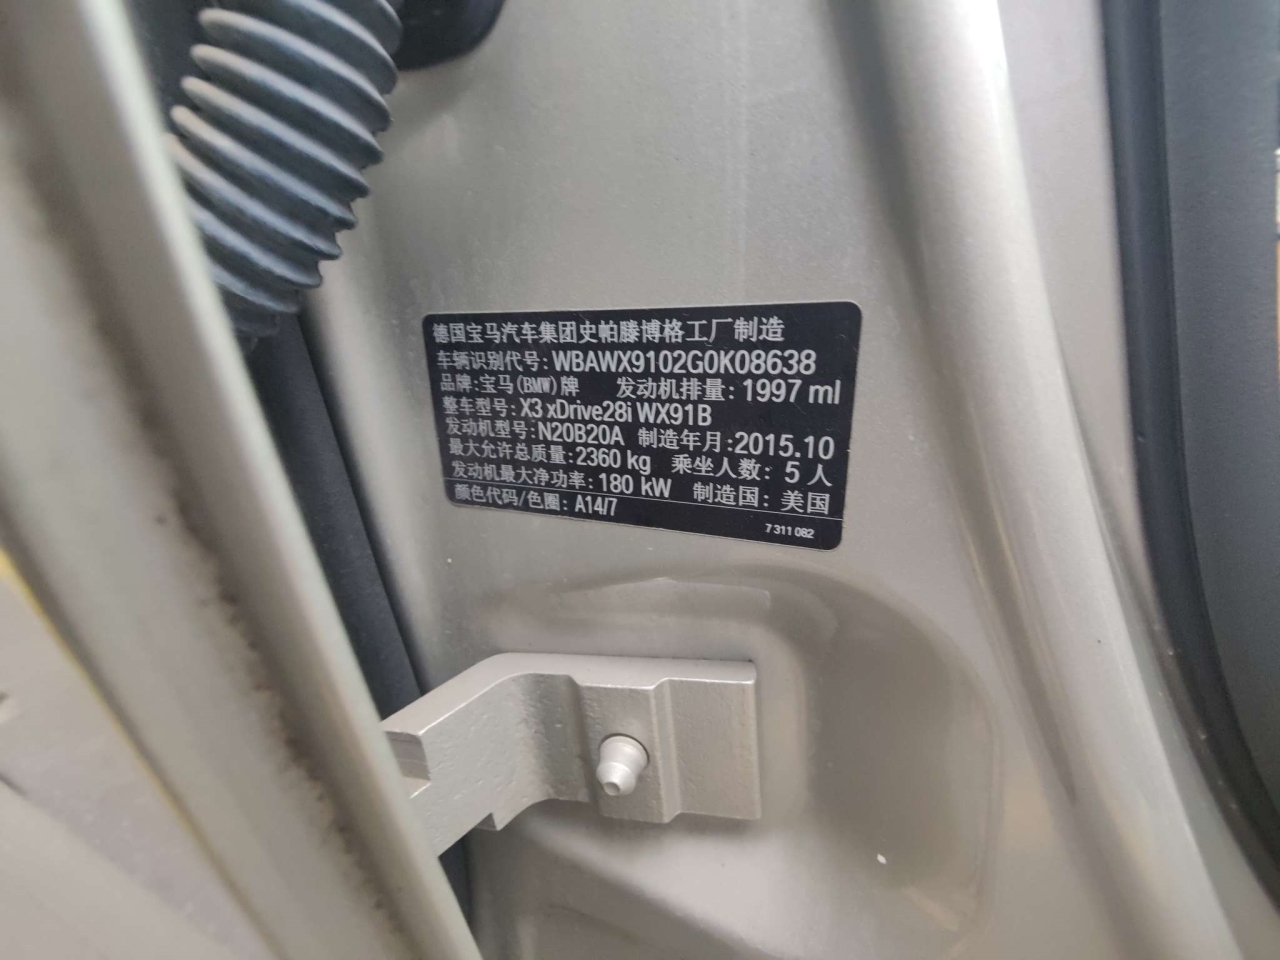 德国宝马汽车集团史帕滕博格工厂制造
车辆识别代号: WBAWX9102G0K08638
品牌: 宝马(BMW)牌 发动机排量: 1997 ml
整车型号: X3 xDrive28i WX91B
发动机型号: N20B20A 制造年月: 2015.10
最大允许总质量: 2360 kg 乘坐人数: 5 人
发动机最大净功率: 180 kW 制造国: 美国
颜色代码/色圈: A14/7
7 311 082